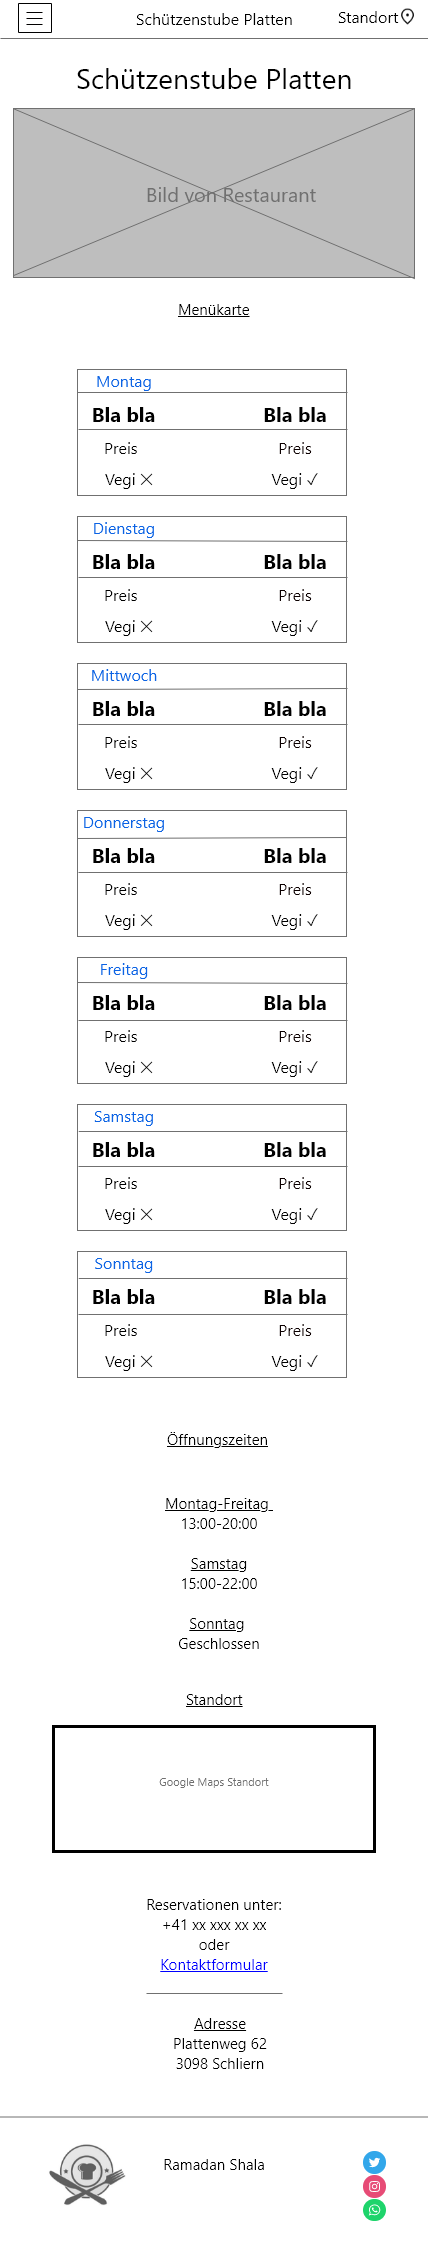 Schützenstube Platten
Standort
Schützenstube Platten
Bild von Restaurant
Menükarte
Montag
Bla bla Bla bla
Preis Preis
Vegi Vegi
Dienstag
Bla bla Bla bla
Preis Preis
Vegi Vegi
Mittwoch
Bla bla Bla bla
Preis Preis
Vegi Vegi
Donnerstag
Bla bla Bla bla
Preis Preis
Vegi Vegi
Freitag
Bla bla Bla bla
Preis Preis
Vegi Vegi
Samstag
Bla bla Bla bla
Preis Preis
Vegi Vegi
Sonntag
Bla bla Bla bla
Preis Preis
Vegi Vegi
Öffnungszeiten
Montag-Freitag
13:00-20:00
Samstag
15:00-22:00
Sonntag
Geschlossen
Standort
Google Maps Standort
Reservationen unter:
+41 xx xxx xx xx
oder
Kontaktformular
Adresse
Plattenweg 62
3098 Schliern
Ramadan Shala